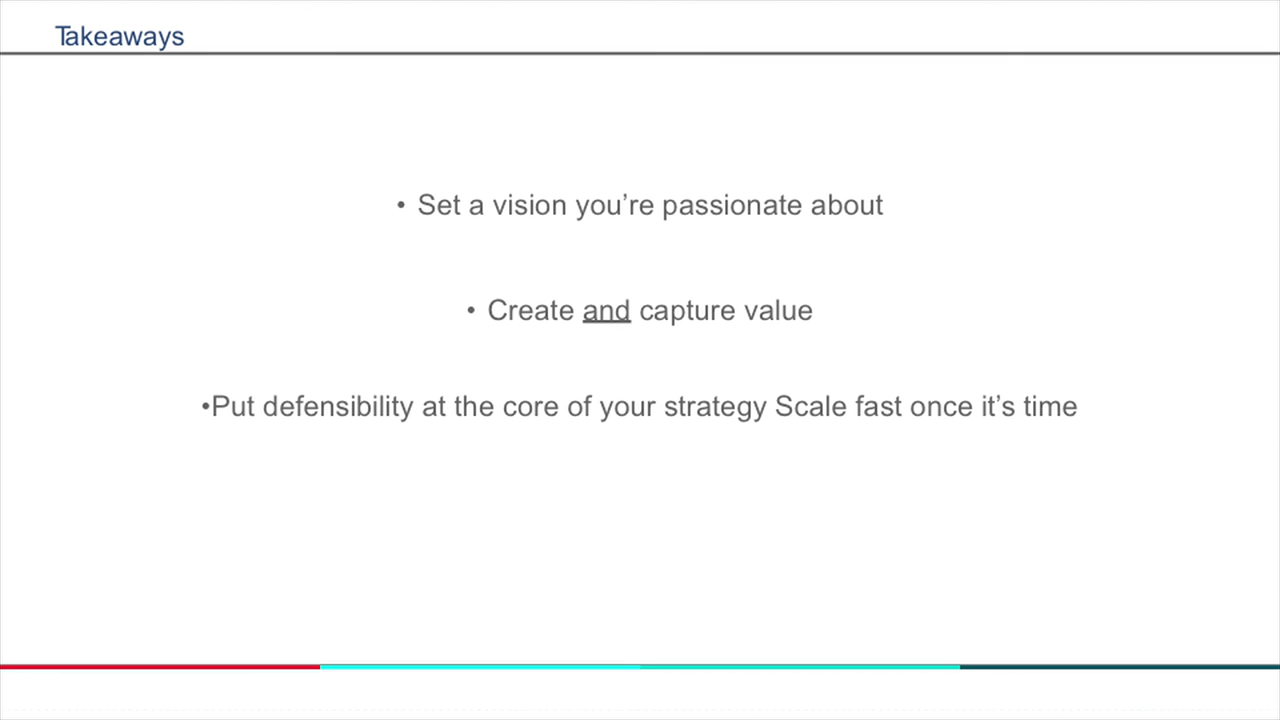 Takeaways
• Set a vision you’re passionate about
• Create and capture value
•Put defensibility at the core of your strategy Scale fast once it’s time